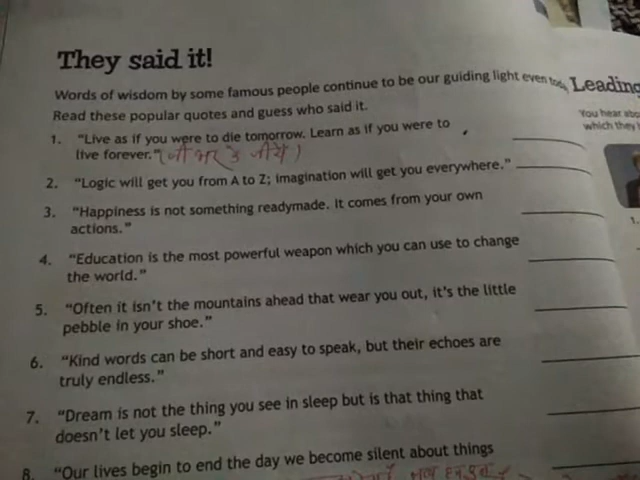 They said it!
Words of wisdom by some famous people continue to be our guiding light even today.
Read these popular quotes and guess who said it.
1. "Live as if you were to die tomorrow. Learn as if you were to
live forever." (जी भर के जीये)
2. "Logic will get you from A to Z; imagination will get you everywhere."
3. "Happiness is not something readymade. It comes from your own
actions."
4. "Education is the most powerful weapon which you can use to change
the world."
5. "Often it isn't the mountains ahead that wear you out, it's the little
pebble in your shoe."
6. "Kind words can be short and easy to speak, but their echoes are
truly endless."
7. "Dream is not the thing you see in sleep but is that thing that
doesn't let you sleep."
8. "Our lives begin to end the day we become silent about things
Leading
You hear abo
which they h
1.